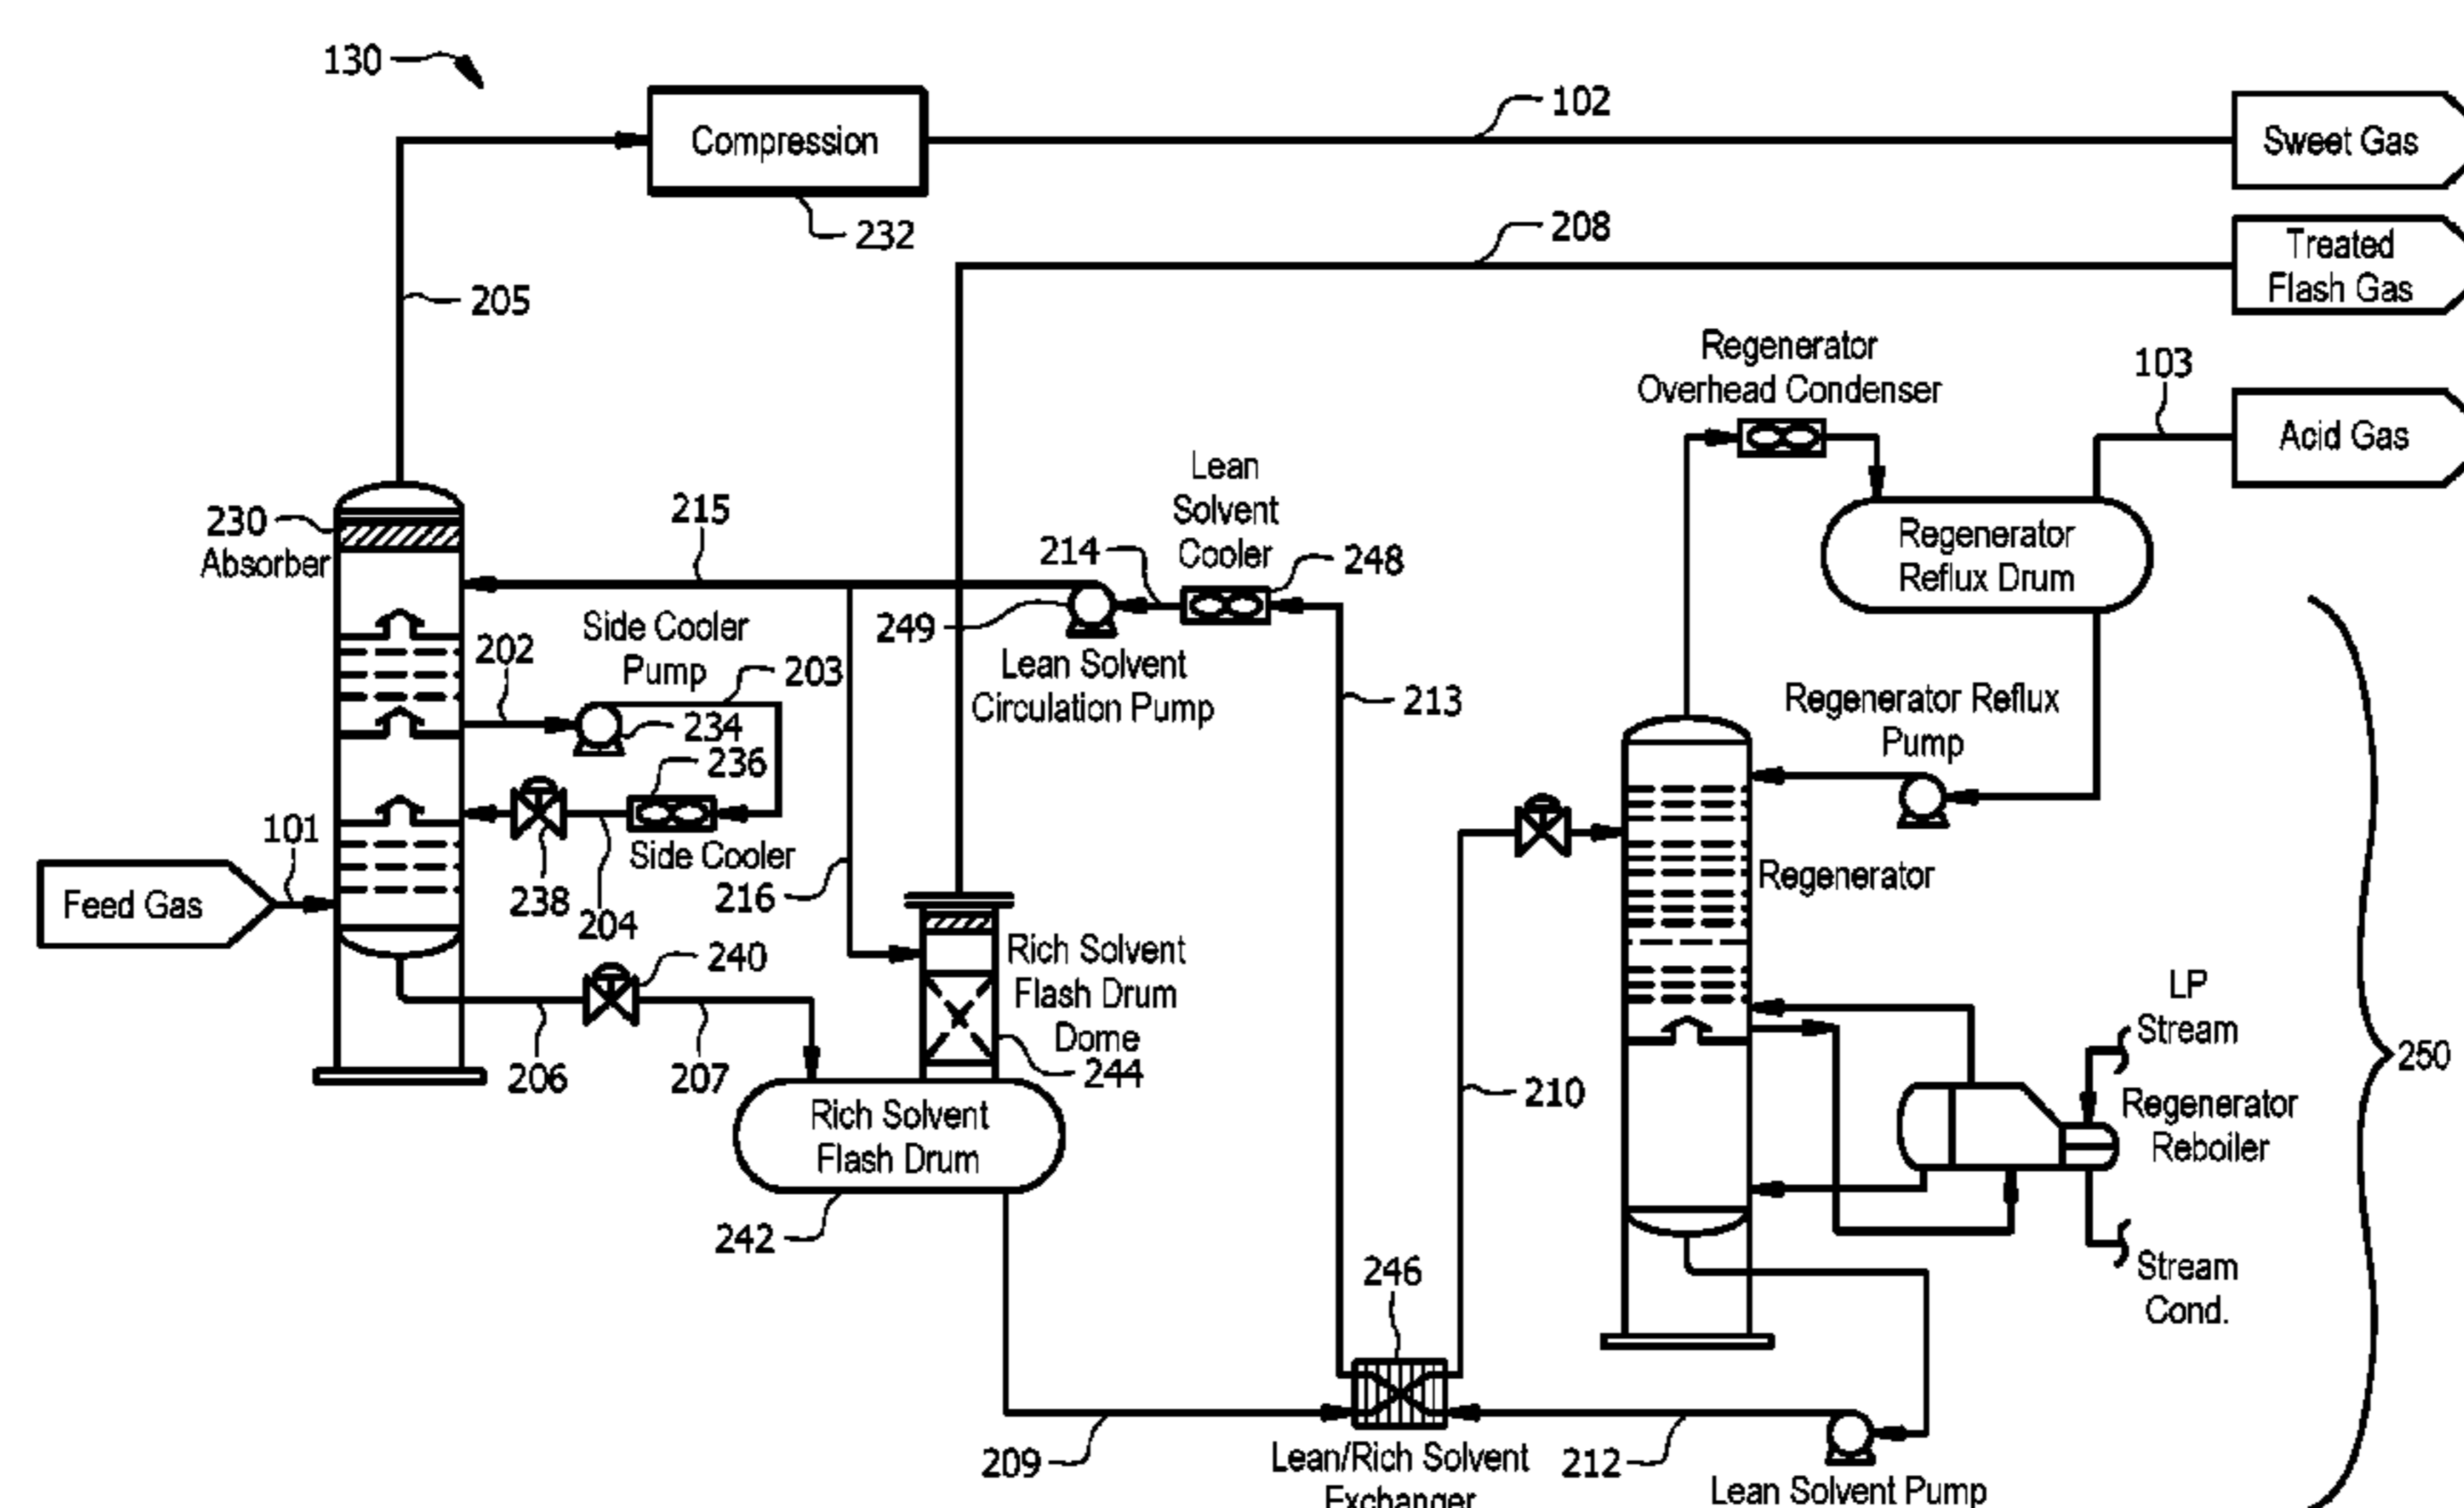 130
Compression
232
102
Sweet Gas
208
Treated
Flash Gas
205
Regenerator
Overhead Condenser
103
Acid Gas
230
Absorber
215
214
Lean
Solvent
Cooler
248
249
Lean Solvent
Circulation Pump
Regenerator
Reflux Drum
Side Cooler
Pump
202
203
234
236
Side Cooler
238
204
213
Regenerator Reflux
Pump
101
Feed Gas
216
Regenerator
240
Rich Solvent
Flash Drum
Dome
244
206
207
210
LP
Stream
Regenerator
Reboiler
250
Rich Solvent
Flash Drum
242
246
Stream
Cond.
209
Lean/Rich Solvent
Exchanger
212
Lean Solvent Pump